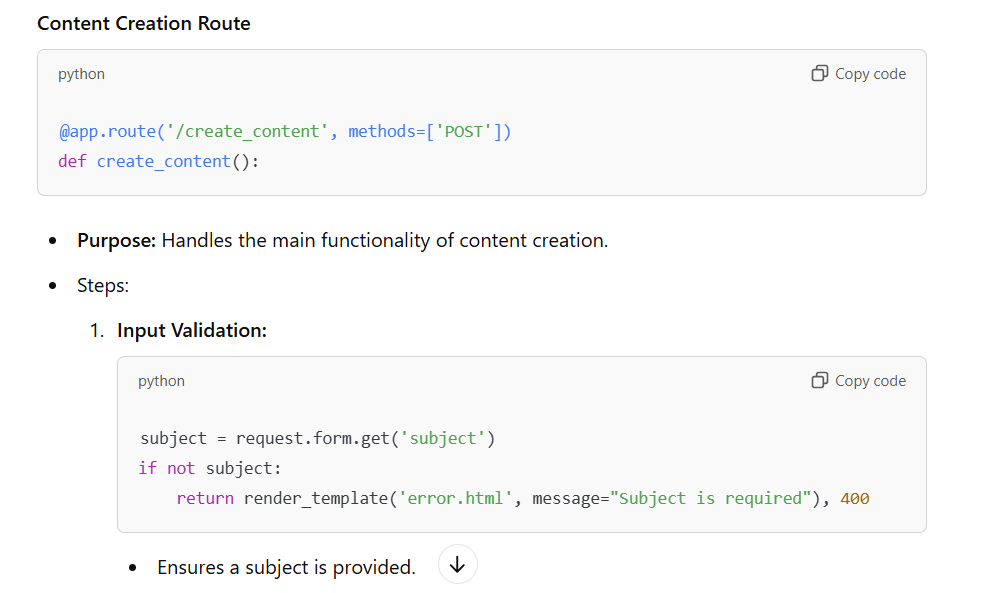 Content Creation Route
python
Copy code
@app.route('/create_content', methods=['POST'])
def create_content():
Purpose: Handles the main functionality of content creation.
Steps:
1. Input Validation:
python
Copy code
subject = request.form.get('subject')
if not subject:
    return render_template('error.html', message="Subject is required"), 400
Ensures a subject is provided.